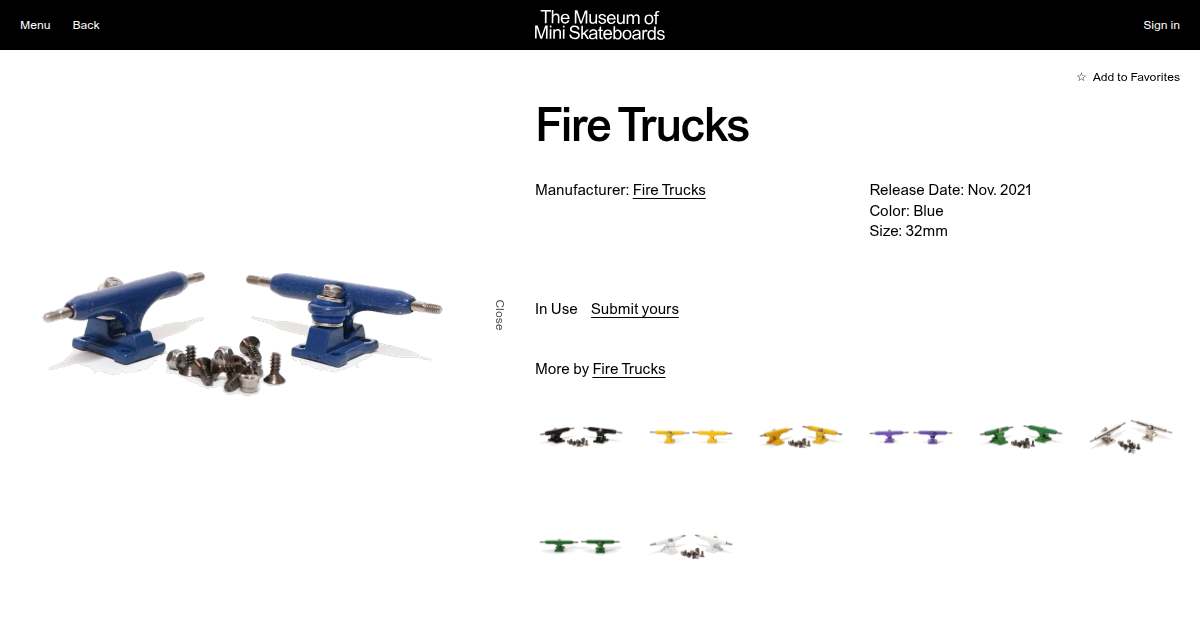 Menu
Back
The Museum of
Mini Skateboards
Sign in
☆ Add to Favorites
Fire Trucks
Manufacturer: Fire Trucks
Release Date: Nov. 2021
Color: Blue
Size: 32mm
Close
In Use Submit yours
More by Fire Trucks